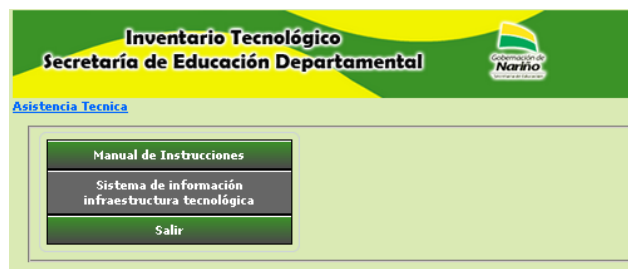 Inventario Tecnológico
Secretaría de Educación Departamental
Gobernación de
Nariño
Asistencia Tecnica
Manual de Instrucciones
Sistema de información
infraestructura tecnológica
Salir